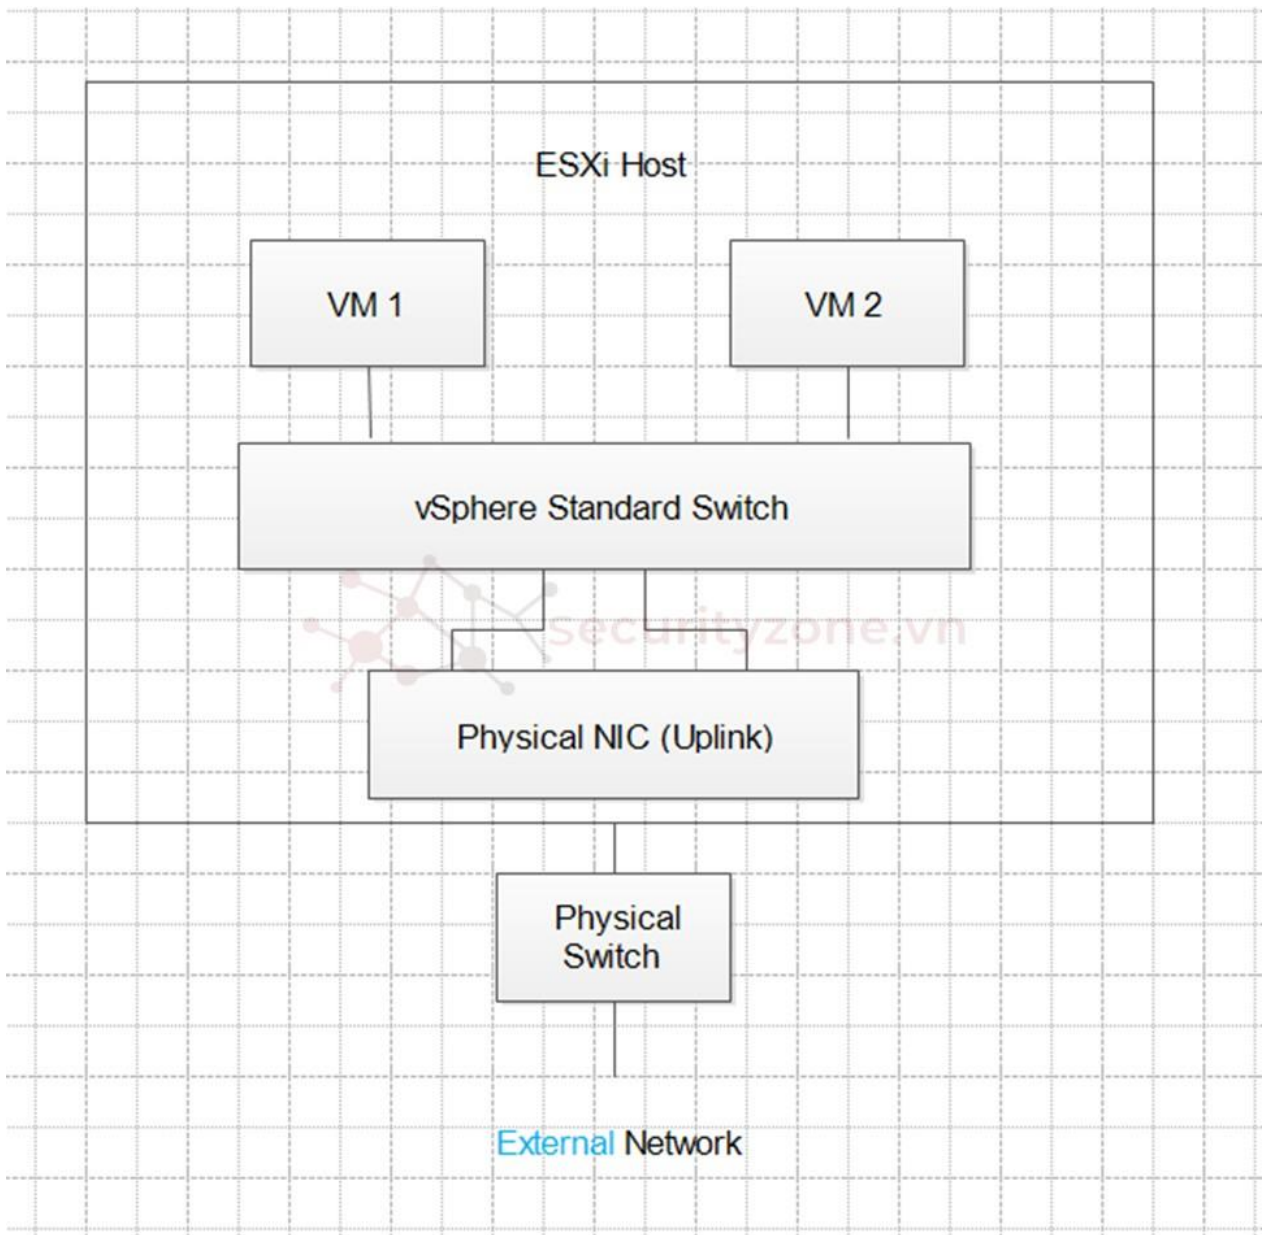 ESXi Host
VM 1
VM 2
vSphere Standard Switch
securityzone.vn
Physical NIC (Uplink)
Physical
Switch
External Network